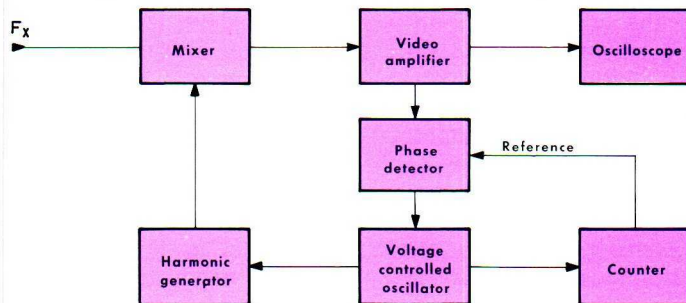 Fx
Mixer
Video
amplifier
Oscilloscope
Phase
detector
Reference
Harmonic
generator
Voltage
controlled
oscillator
Counter